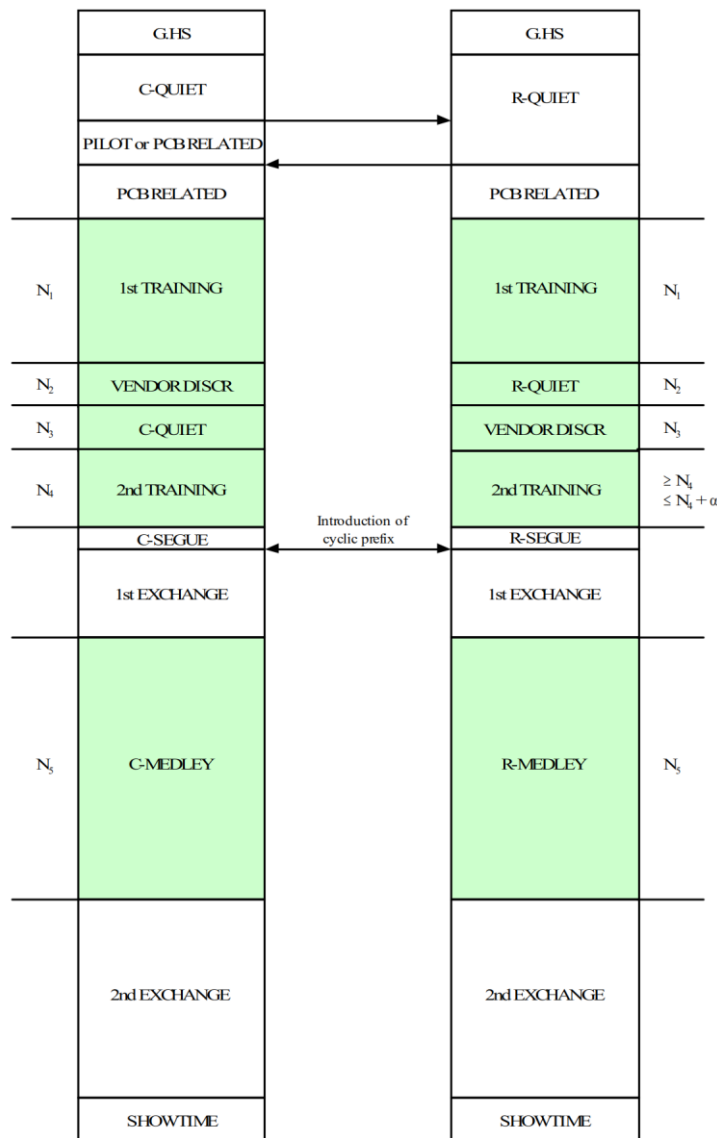 G.HS
G.HS
C-QUIET
R-QUIET
PILOT or PCB RELATED
PCB RELATED
PCB RELATED
N1
1st TRAINING
1st TRAINING
N1
N2
VENDOR DISCR
R-QUIET
N2
N3
C-QUIET
VENDOR DISCR
N3
N4
2nd TRAINING
2nd TRAINING
≥ N4
≤ N4 + α
C-SEGUE
Introduction of
cyclic prefix
R-SEGUE
1st EXCHANGE
1st EXCHANGE
N5
C-MEDLEY
R-MEDLEY
N5
2nd EXCHANGE
2nd EXCHANGE
SHOWTIME
SHOWTIME